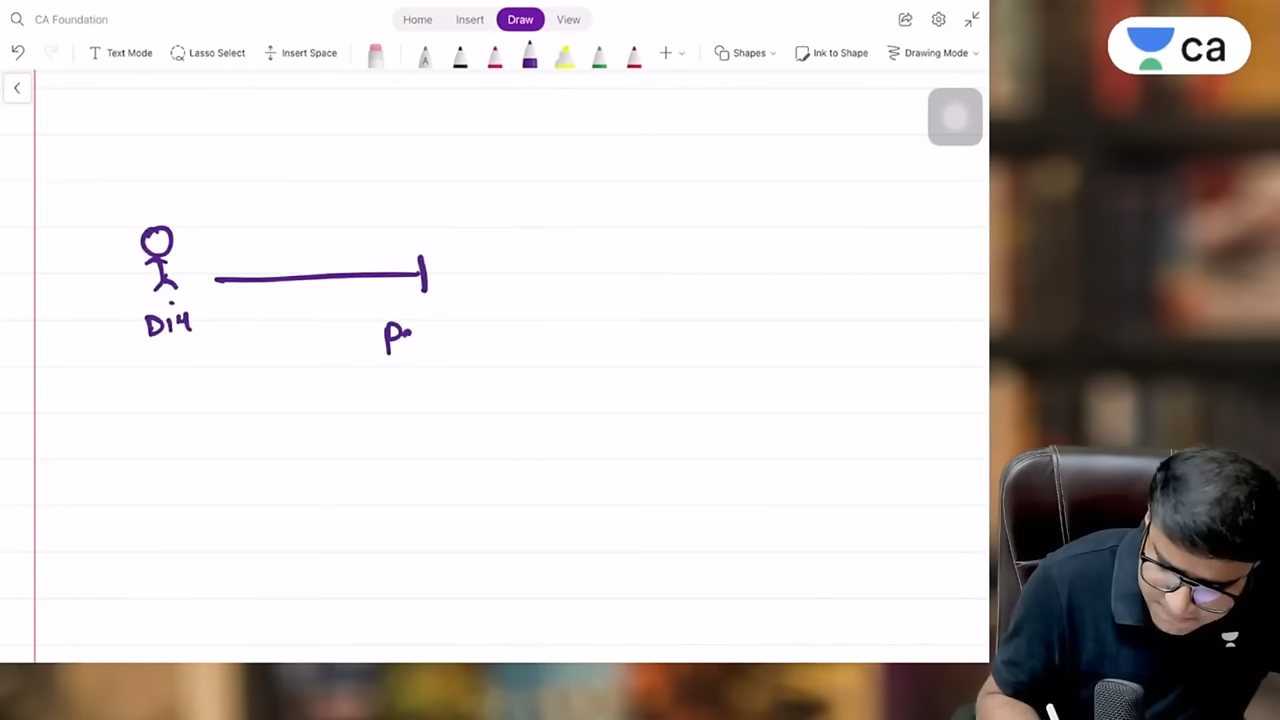 CA Foundation
Home Insert Draw View
ca
Text Mode Lasso Select Insert Space A Shapes Ink to Shape Drawing Mode